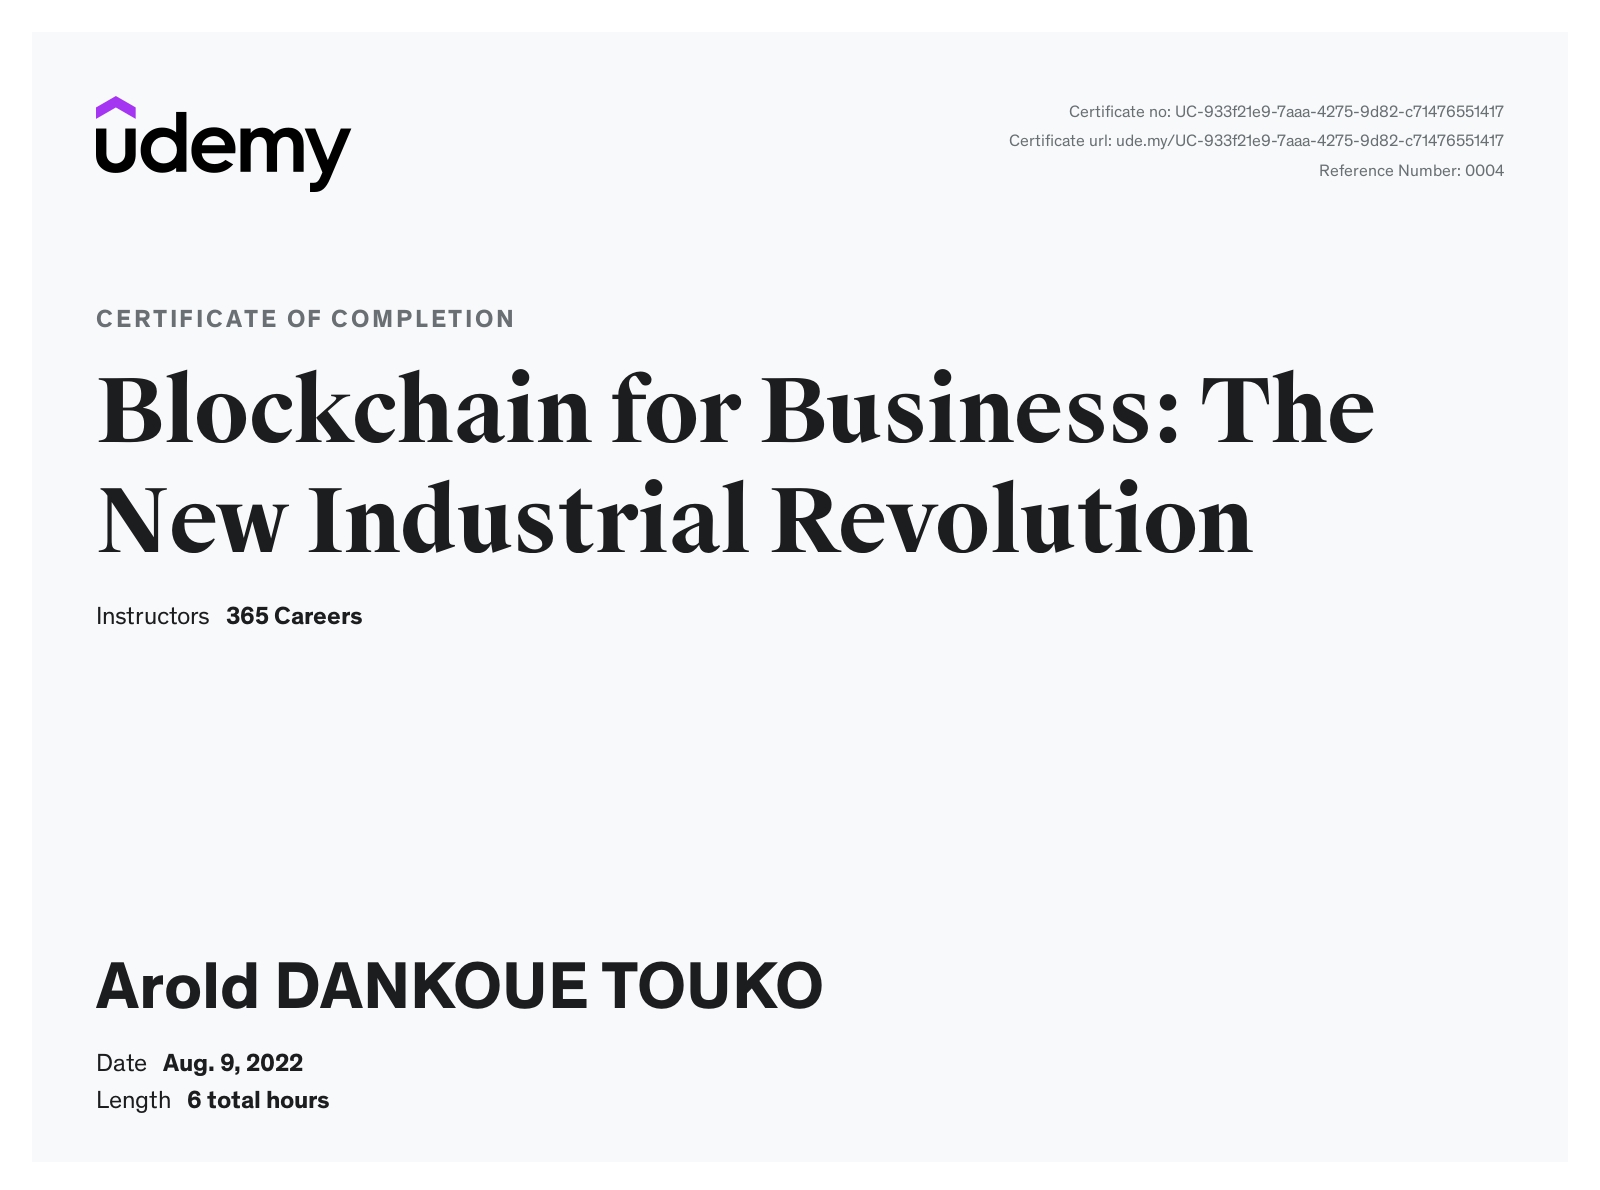 udemy
Certificate no: UC-933f21e9-7aaa-4275-9d82-c71476551417
Certificate url: ude.my/UC-933f21e9-7aaa-4275-9d82-c71476551417
Reference Number: 0004
CERTIFICATE OF COMPLETION
Blockchain for Business: The
New Industrial Revolution
Instructors 365 Careers
Arold DANKOUE TOUKO
Date Aug. 9, 2022
Length 6 total hours